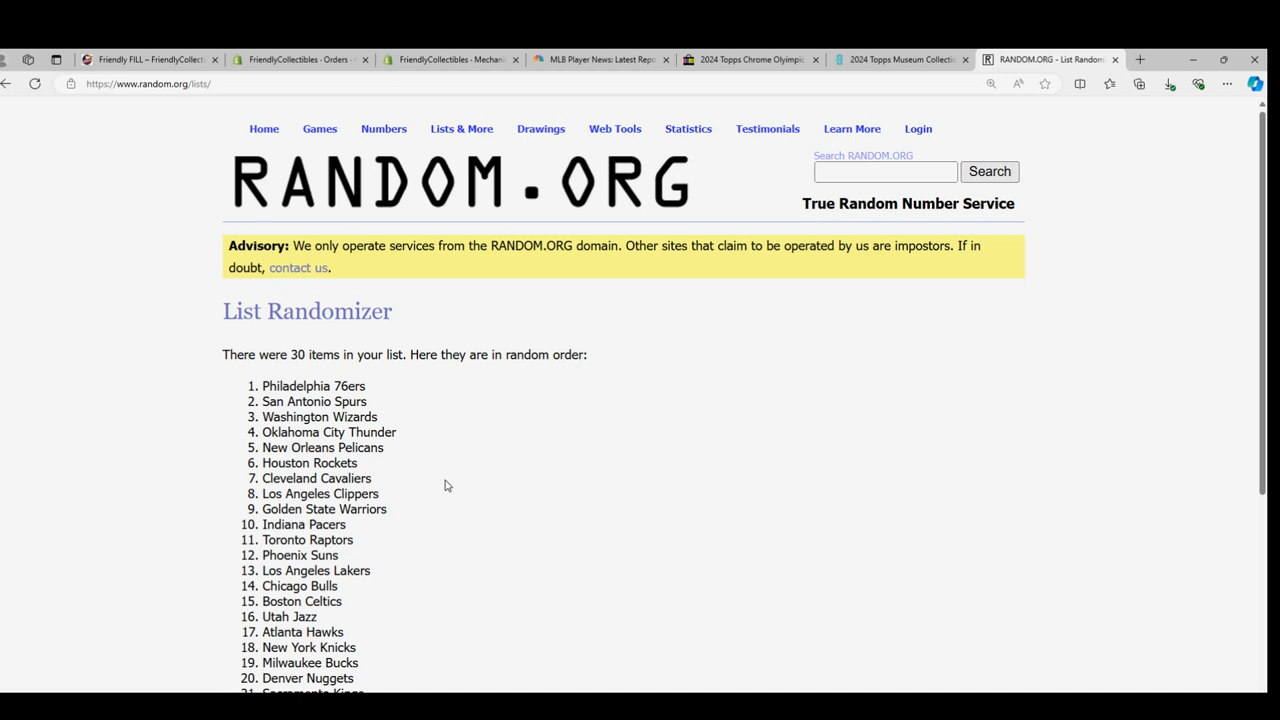 Friendly FILL – FriendlyCollect
FriendlyCollectibles · Orders ·
FriendlyCollectibles · Mechan
MLB Player News: Latest Repo
2024 Topps Chrome Olympic
2024 Topps Museum Collectio
RANDOM.ORG - List Random
https://www.random.org/lists/
Home Games Numbers Lists & More Drawings Web Tools Statistics Testimonials Learn More Login
RANDOM.ORG
Search RANDOM.ORG
Search
True Random Number Service
Advisory: We only operate services from the RANDOM.ORG domain. Other sites that claim to be operated by us are impostors. If in
doubt, contact us.
List Randomizer
There were 30 items in your list. Here they are in random order:
1. Philadelphia 76ers
2. San Antonio Spurs
3. Washington Wizards
4. Oklahoma City Thunder
5. New Orleans Pelicans
6. Houston Rockets
7. Cleveland Cavaliers
8. Los Angeles Clippers
9. Golden State Warriors
10. Indiana Pacers
11. Toronto Raptors
12. Phoenix Suns
13. Los Angeles Lakers
14. Chicago Bulls
15. Boston Celtics
16. Utah Jazz
17. Atlanta Hawks
18. New York Knicks
19. Milwaukee Bucks
20. Denver Nuggets
21. Sacramento Kings